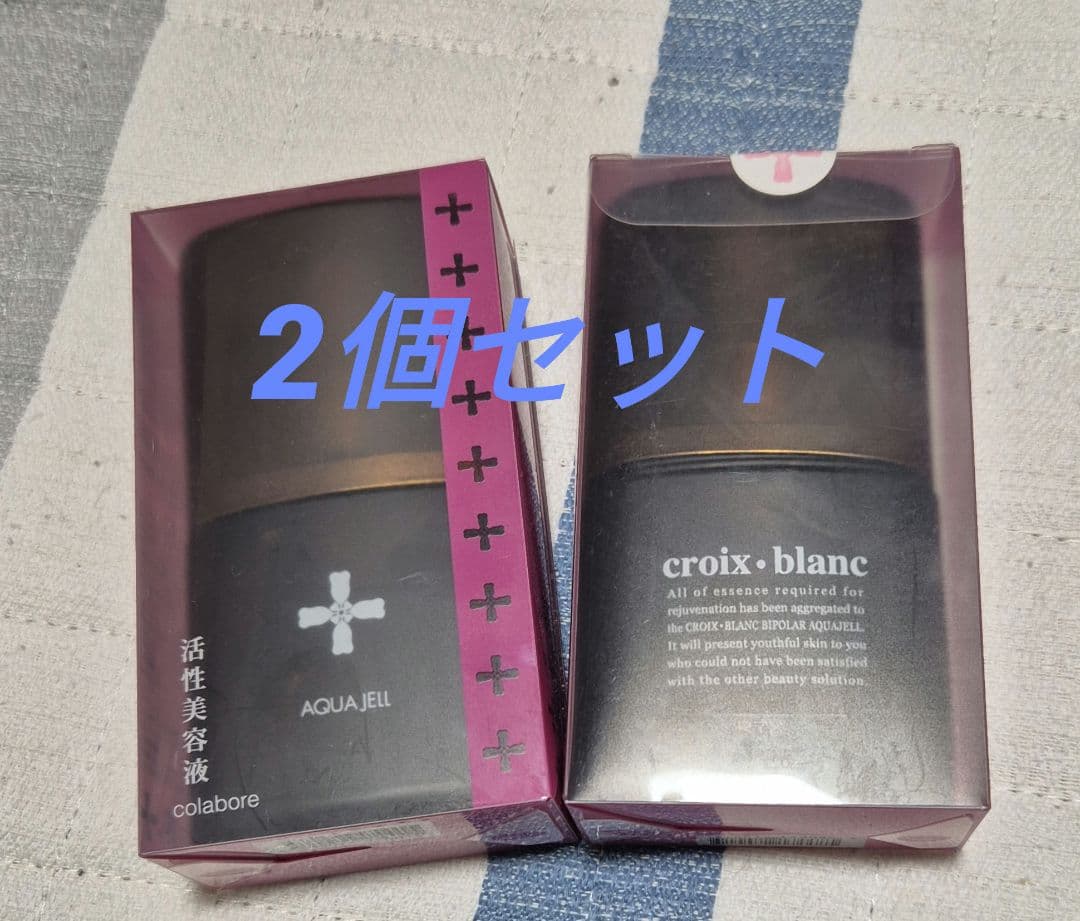 2個セット
AQUA JELL
活性美容液
colabore
croix・blanc
All of essence required for
rejuvenation has been aggregated to
the CROIX・BLANC BIPOLAR AQUAJELL.
It will present youthful skin to you
who could not have been satisfied
with the other beauty solution.